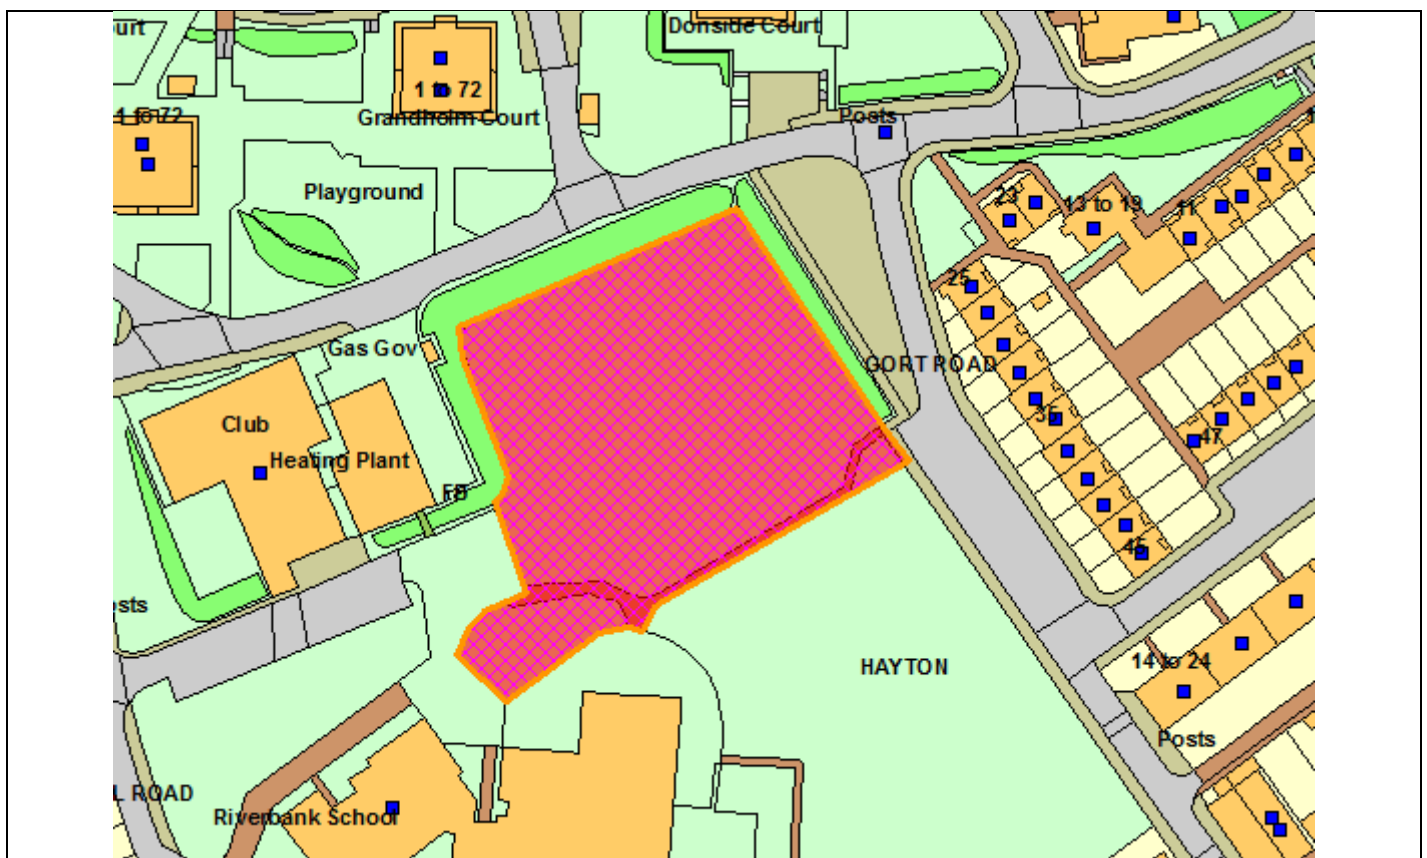 Donside Court
1 to 72
Grandholm Court
1 to 72
Posts
Playground
23
13 to 19
11
25
Gas Gov
GORT ROAD
35
Club
47
Heating Plant
FB
45
HAYTON
14 to 24
Posts
Riverbank School
ROAD